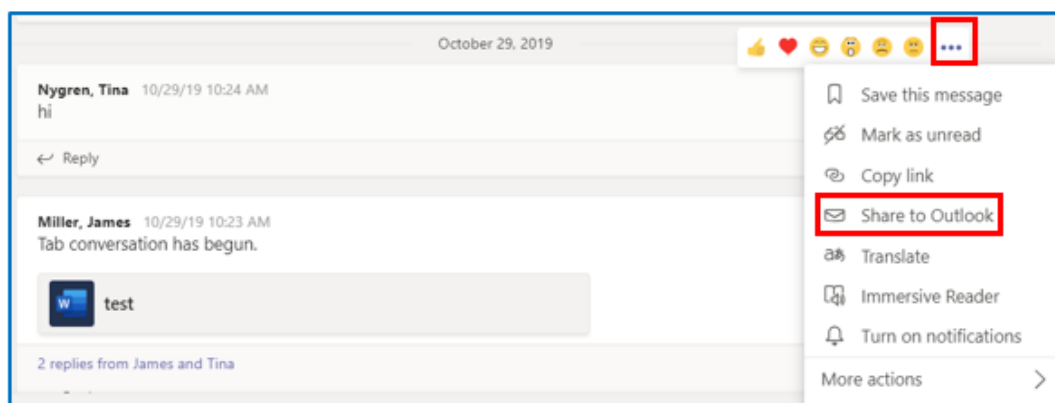 October 29, 2019
Nygren, Tina 10/29/19 10:24 AM
hi
Reply
Miller, James 10/29/19 10:23 AM
Tab conversation has begun.
W test
2 replies from James and Tina
Save this message
Mark as unread
Copy link
Share to Outlook
Translate
Immersive Reader
Turn on notifications
More actions